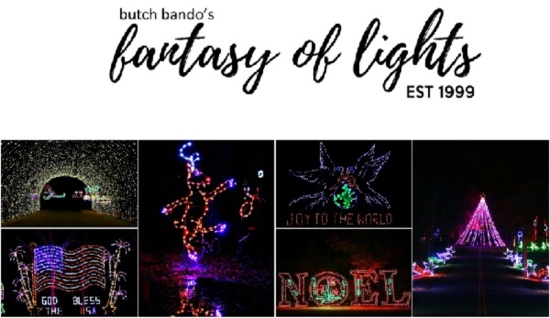 butch bando's
fantasy of lights
EST 1999
JOY TO THE WORLD
GOD BLESS
THE USA
NOEL